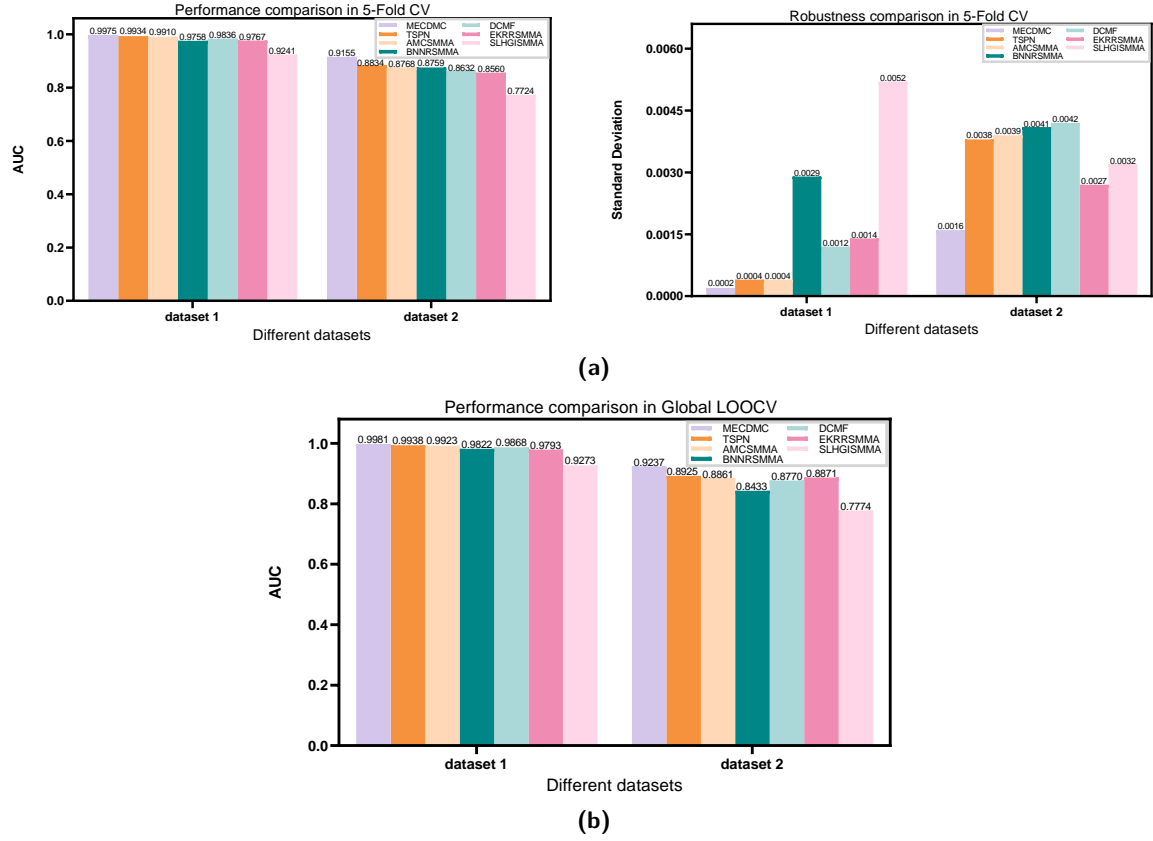 Performance comparison in 5-Fold CV
1.0
0.8
0.6
0.4
0.2
0.0
AUC
0.9975 0.9934 0.9910 0.9758 0.9836 0.9767 0.9241
0.9155 0.8834 0.8768 0.8759 0.8632 0.8560 0.7724
MECDMC DCMF
TSPN EKRRSMMA
AMCSMMA SLHGISMMA
BNNRSMMA
dataset 1 dataset 2
Different datasets
Robustness comparison in 5-Fold CV
0.0060
0.0045
0.0030
0.0015
0.0000
Standard Deviation
0.0002 0.0004 0.0004 0.0029 0.0012 0.0014 0.0052
0.0016 0.0038 0.0039 0.0041 0.0042 0.0027 0.0032
MECDMC DCMF
TSPN EKRRSMMA
AMCSMMA SLHGISMMA
BNNRSMMA
dataset 1 dataset 2
Different datasets
(a)
Performance comparison in Global LOOCV
1.0
0.8
0.6
0.4
0.2
0.0
AUC
0.9981 0.9938 0.9923 0.9822 0.9868 0.9793 0.9273
0.9237 0.8925 0.8861 0.8433 0.8770 0.8871 0.7774
MECDMC DCMF
TSPN EKRRSMMA
AMCSMMA SLHGISMMA
BNNRSMMA
dataset 1 dataset 2
Different datasets
(b)